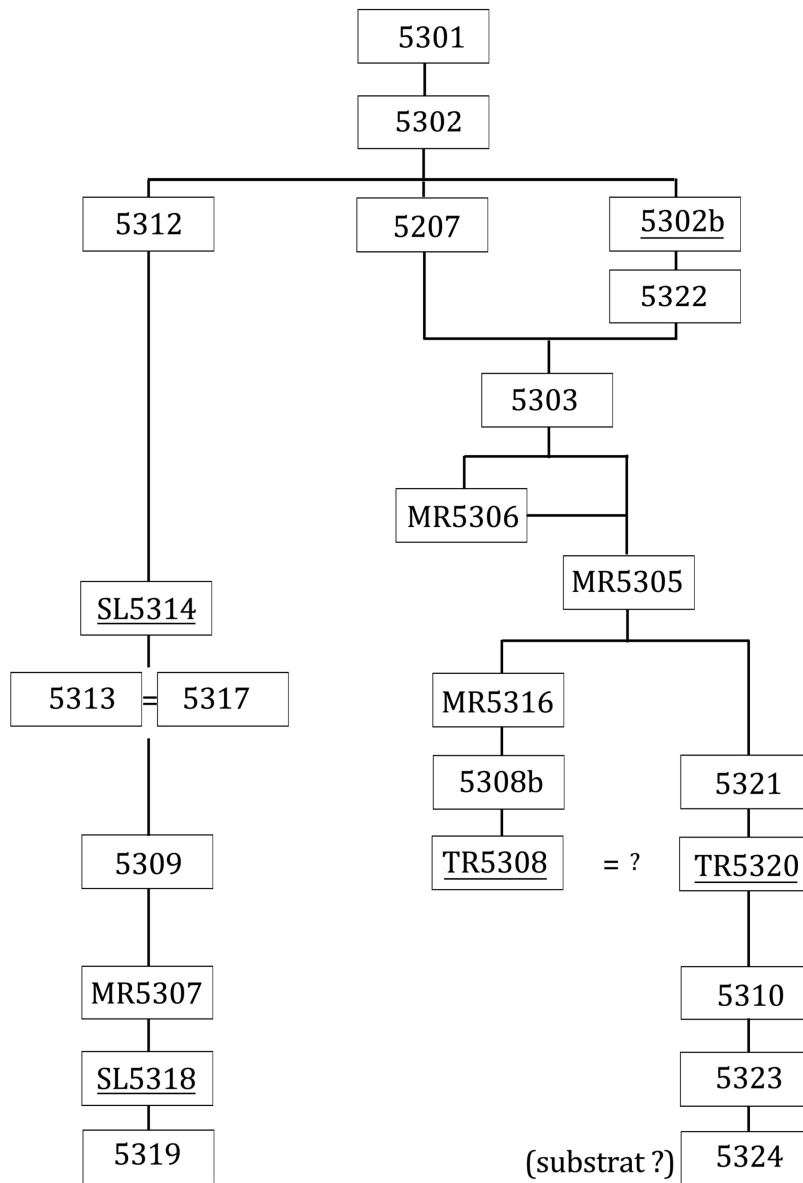 5301
5302
5312 5207 5302b
5322
5303
MR5306
MR5305
SL5314
5313 = 5317
MR5316
5308b 5321
5309 TR5308 = ? TR5320
MR5307 5310
SL5318 5323
5319 (substrat ?) 5324